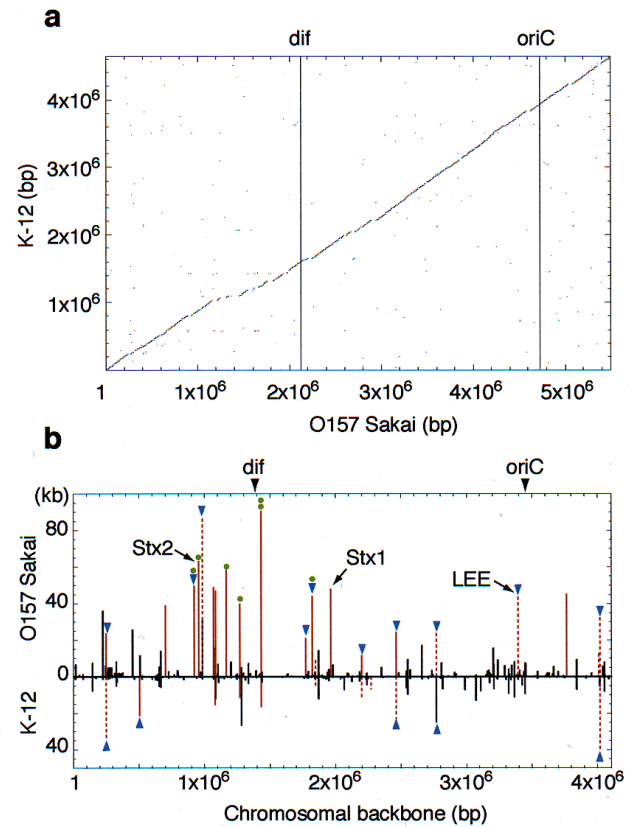 a
dif oriC
4x10⁶
3x10⁶
2x10⁶
1x10⁶
K-12 (bp)
1 1x10⁶ 2x10⁶ 3x10⁶ 4x10⁶ 5x10⁶
O157 Sakai (bp)
b
dif oriC
(kb)
80
Stx2
Stx1
LEE
40
O157 Sakai
0
K-12
40
1 1x10⁶ 2x10⁶ 3x10⁶ 4x10⁶
Chromosomal backbone (bp)